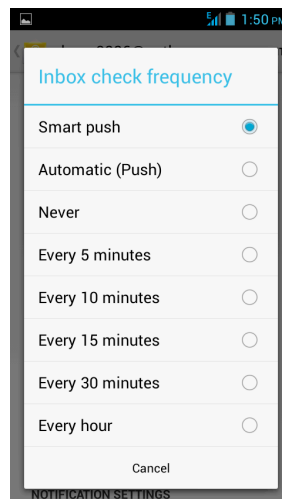 E 1:50 PM
Inbox check frequency
Smart push
Automatic (Push)
Never
Every 5 minutes
Every 10 minutes
Every 15 minutes
Every 30 minutes
Every hour
Cancel
NOTIFICATION SETTINGS